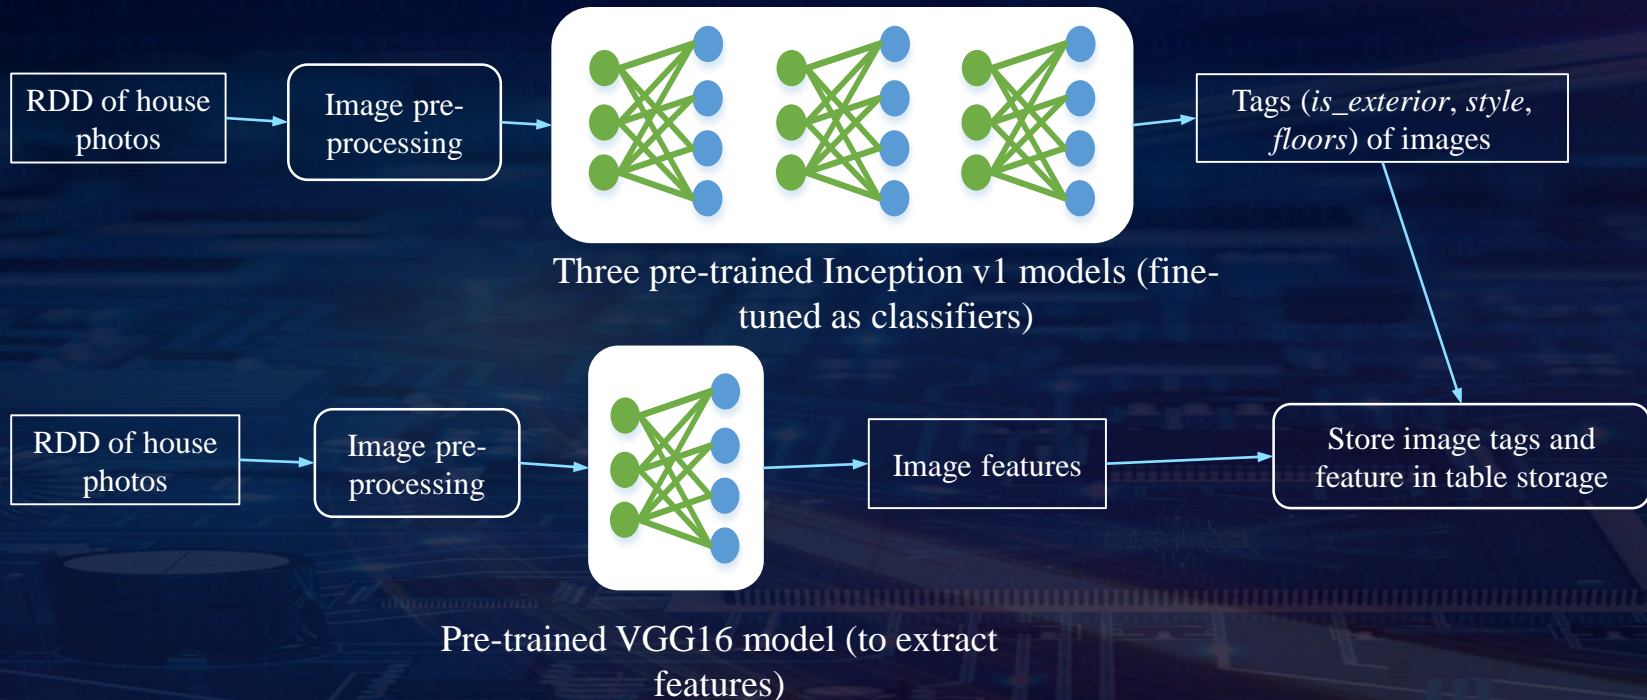 RDD of house
photos
Image pre-
processing
Tags (is_exterior, style,
floors) of images
Three pre-trained Inception v1 models (fine-
tuned as classifiers)
RDD of house
photos
Image pre-
processing
Image features
Store image tags and
feature in table storage
Pre-trained VGG16 model (to extract
features)